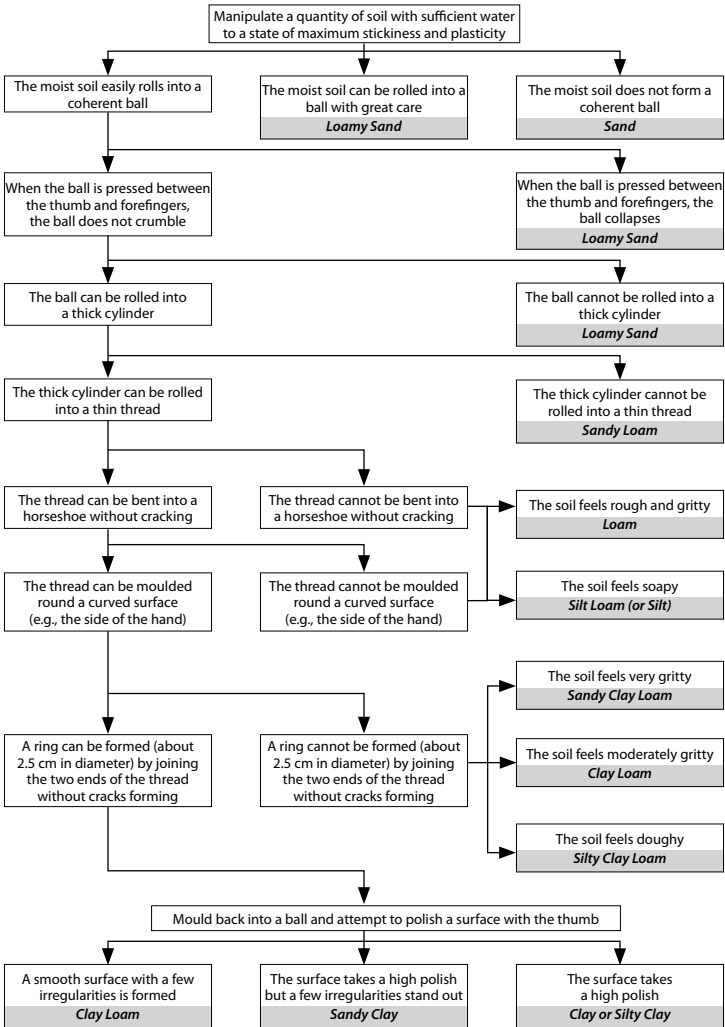 Manipulate a quantity of soil with sufficient water
to a state of maximum stickiness and plasticity
The moist soil easily rolls into a
coherent ball
The moist soil can be rolled into a
ball with great care
Loamy Sand
The moist soil does not form a
coherent ball
Sand
When the ball is pressed between
the thumb and forefingers,
the ball does not crumble
When the ball is pressed between
the thumb and forefingers, the
ball collapses
Loamy Sand
The ball can be rolled into
a thick cylinder
The ball cannot be rolled into a
thick cylinder
Loamy Sand
The thick cylinder can be rolled
into a thin thread
The thick cylinder cannot be
rolled into a thin thread
Sandy Loam
The thread can be bent into a
horseshoe without cracking
The thread cannot be bent into
a horseshoe without cracking
The soil feels rough and gritty
Loam
The thread can be moulded
round a curved surface
(e.g., the side of the hand)
The thread cannot be moulded
round a curved surface
(e.g., the side of the hand)
The soil feels soapy
Silt Loam (or Silt)
The soil feels very gritty
Sandy Clay Loam
A ring can be formed (about
2.5 cm in diameter) by joining
the two ends of the thread
without cracks forming
A ring cannot be formed (about
2.5 cm in diameter) by joining
the two ends of the thread
without cracks forming
The soil feels moderately gritty
Clay Loam
The soil feels doughy
Silty Clay Loam
Mould back into a ball and attempt to polish a surface with the thumb
A smooth surface with a few
irregularities is formed
Clay Loam
The surface takes a high polish
but a few irregularities stand out
Sandy Clay
The surface takes
a high polish
Clay or Silty Clay